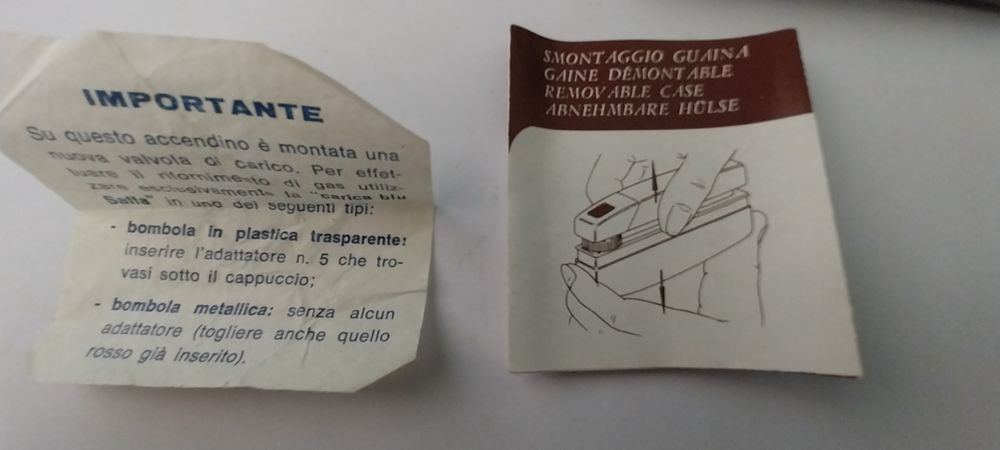 IMPORTANTE
Su questo accendino è montata una
nuova valvola di carico. Per effet-
tuare il rifornimento di gas utiliz-
zare esclusivamente la "carica blu
Saffa" in uno dei seguenti tipi:
- bombola in plastica trasparente:
inserire l'adattatore n. 5 che tro-
vasi sotto il cappuccio;
- bombola metallica: senza alcun
adattatore (togliere anche quello
rosso già inserito).
SMONTAGGIO GUAINA
GAINE DÉMONTABLE
REMOVABLE CASE
ABNEHMBARE HÜLSE